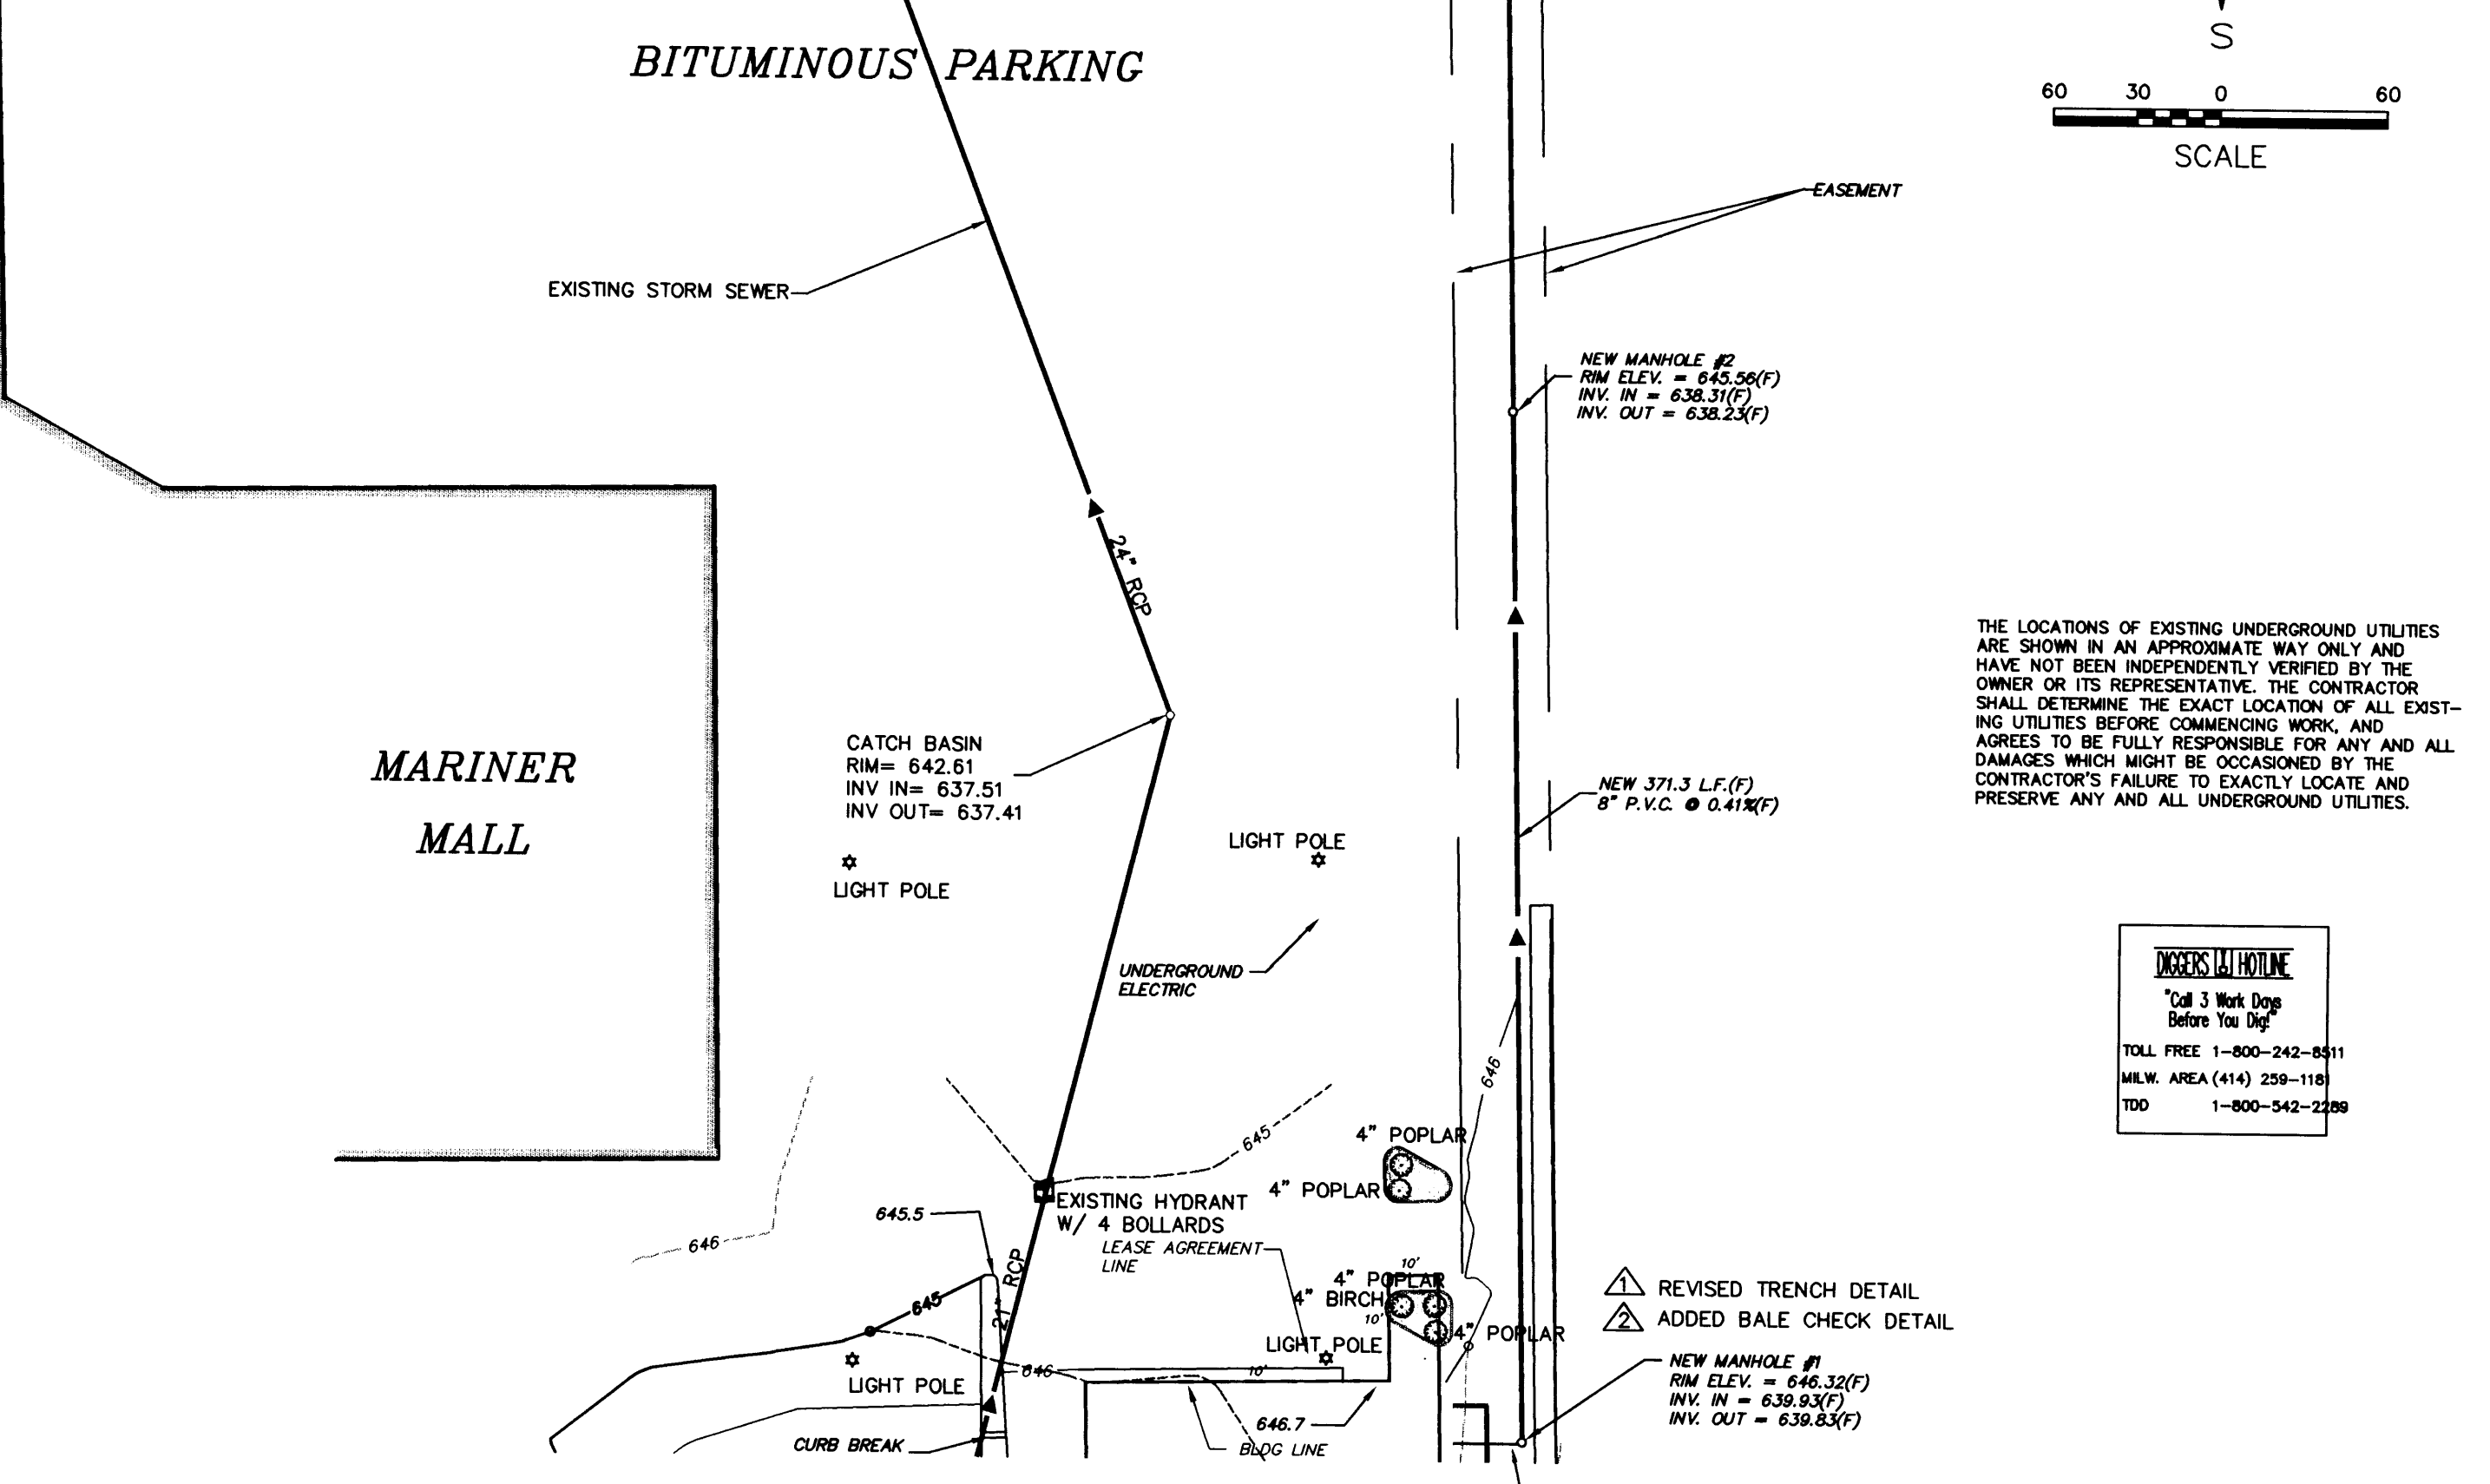 BITUMINOUS PARKING
S
60 30 0 60
SCALE
EASEMENT
EXISTING STORM SEWER
NEW MANHOLE #2
RIM ELEV. = 645.56(F)
INV. IN = 638.31(F)
INV. OUT = 638.23(F)
24" RCP
THE LOCATIONS OF EXISTING UNDERGROUND UTILITIES
ARE SHOWN IN AN APPROXIMATE WAY ONLY AND
HAVE NOT BEEN INDEPENDENTLY VERIFIED BY THE
OWNER OR ITS REPRESENTATIVE. THE CONTRACTOR
SHALL DETERMINE THE EXACT LOCATION OF ALL EXIST-
ING UTILITIES BEFORE COMMENCING WORK, AND
AGREES TO BE FULLY RESPONSIBLE FOR ANY AND ALL
DAMAGES WHICH MIGHT BE OCCASIONED BY THE
CONTRACTOR'S FAILURE TO EXACTLY LOCATE AND
PRESERVE ANY AND ALL UNDERGROUND UTILITIES.
MARINER
MALL
CATCH BASIN
RIM= 642.61
INV IN= 637.51
INV OUT= 637.41
NEW 371.3 L.F.(F)
8" P.V.C. @ 0.41%(F)
LIGHT POLE
LIGHT POLE
UNDERGROUND
ELECTRIC
DIGGERS HOTLINE
"Call 3 Work Days
Before You Dig!"
TOLL FREE 1-800-242-8511
MILW. AREA (414) 259-1181
TDD 1-800-542-2289
646
645
4" POPLAR
4" POPLAR
EXISTING HYDRANT
W/ 4 BOLLARDS
645.5
646
LEASE AGREEMENT
LINE
21" RCP
10'
4" POPLAR
4" BIRCH
10'
4" POPLAR
645
LIGHT POLE
646
10'
LIGHT POLE
1 REVISED TRENCH DETAIL
2 ADDED BALE CHECK DETAIL
NEW MANHOLE #1
RIM ELEV. = 646.32(F)
INV. IN = 639.93(F)
INV. OUT = 639.83(F)
646.7
CURB BREAK
BLDG LINE